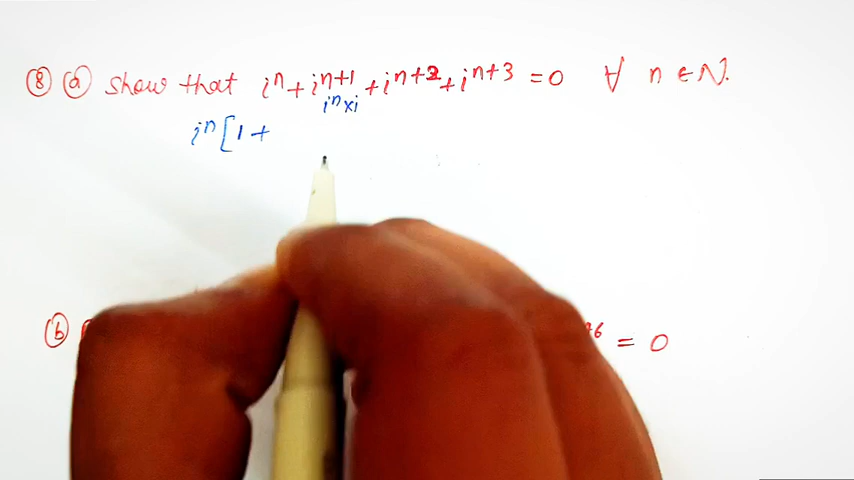 ⑧ ⓐ show that iⁿ + iⁿ⁺¹ + iⁿ⁺² + iⁿ⁺³ = 0 ∀ n ∈ N.
iⁿ×i
iⁿ[1 +
ⓑ = 0